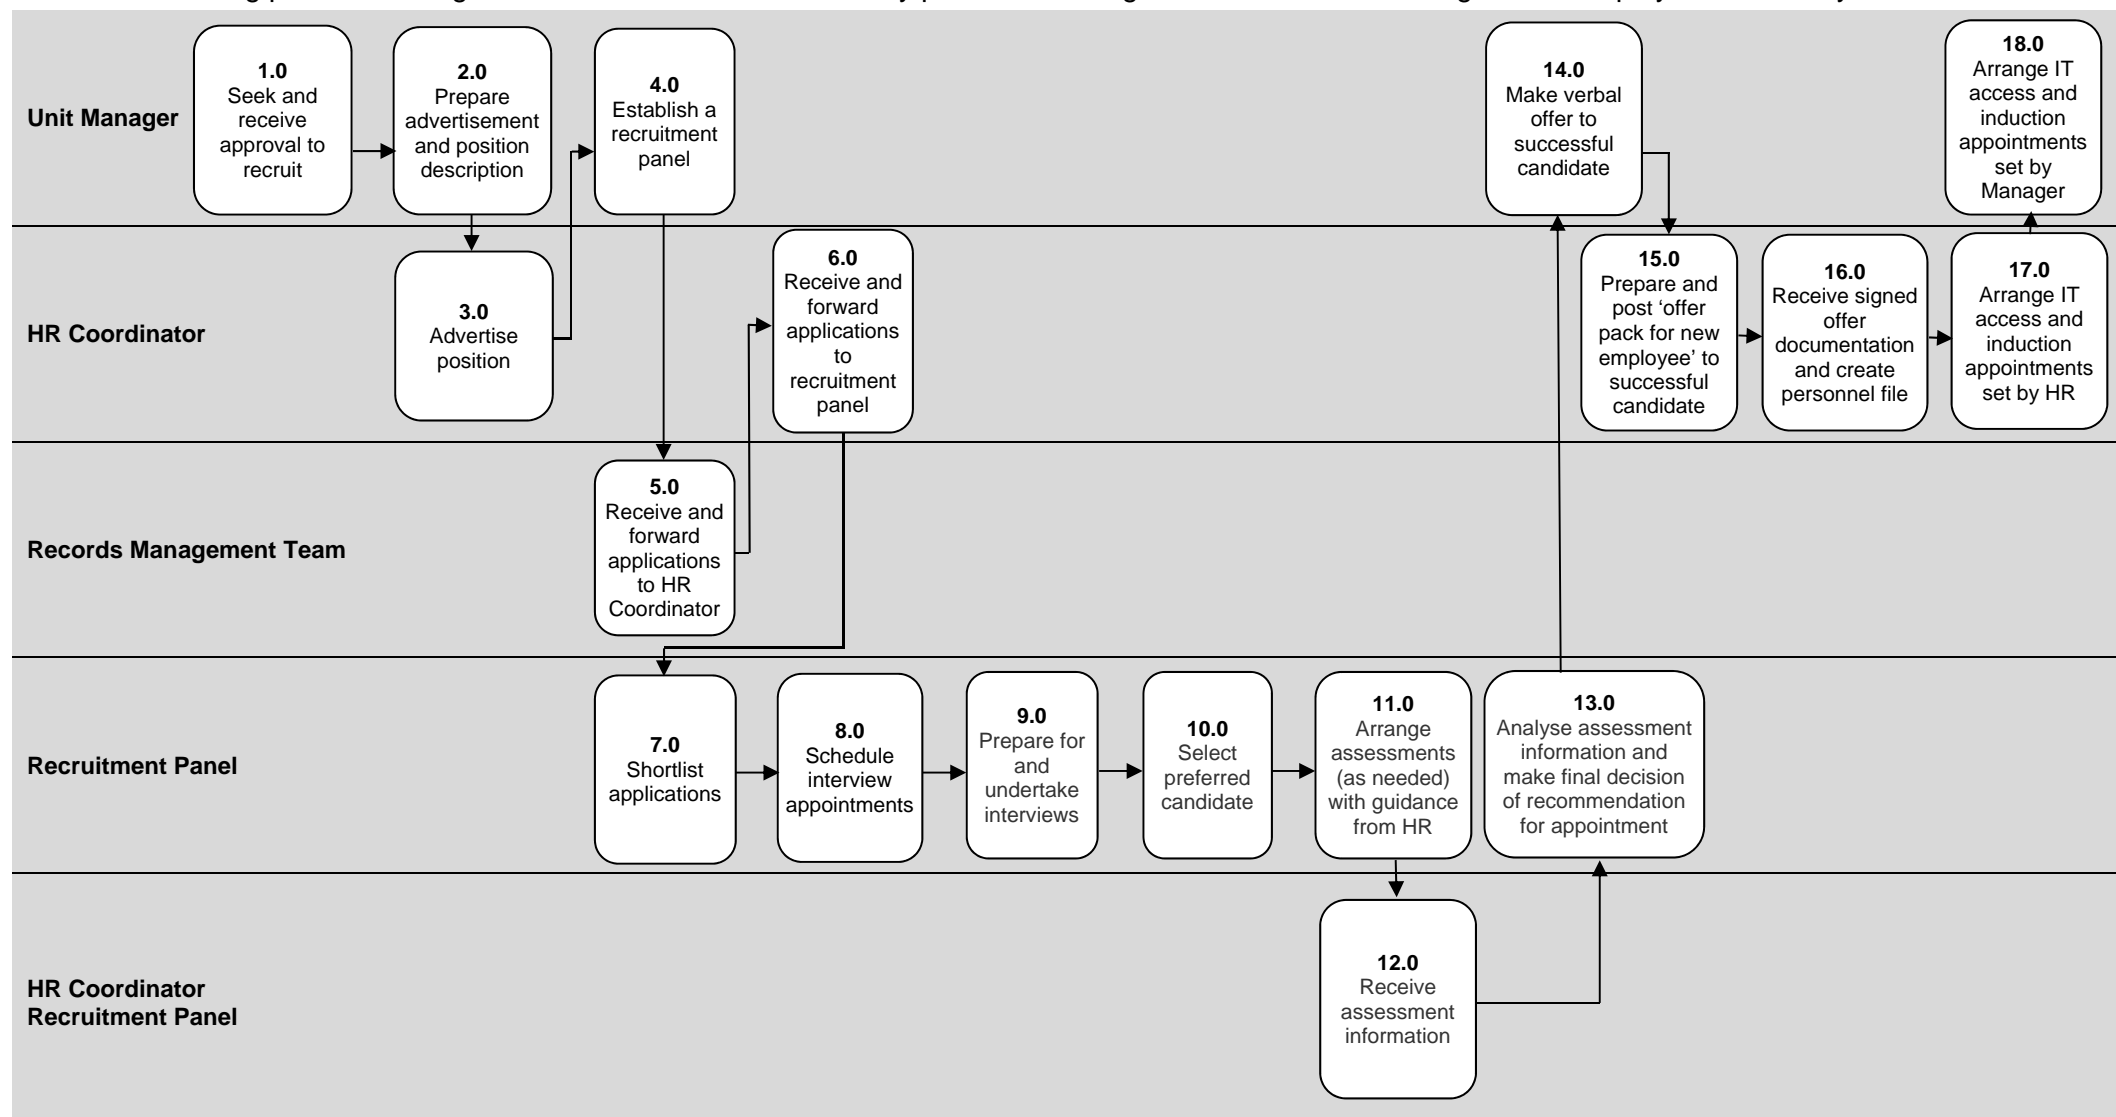 Unit Manager
1.0
Seek and
receive
approval to
recruit
2.0
Prepare
advertisement
and position
description
4.0
Establish a
recruitment
panel
14.0
Make verbal
offer to
successful
candidate
18.0
Arrange IT
access and
induction
appointments
set by
Manager
HR Coordinator
3.0
Advertise
position
6.0
Receive and
forward
applications
to
recruitment
panel
15.0
Prepare and
post ‘offer
pack for new
employee’ to
successful
candidate
16.0
Receive signed
offer
documentation
and create
personnel file
17.0
Arrange IT
access and
induction
appointments
set by HR
Records Management Team
5.0
Receive and
forward
applications
to HR
Coordinator
Recruitment Panel
7.0
Shortlist
applications
8.0
Schedule
interview
appointments
9.0
Prepare for
and
undertake
interviews
10.0
Select
preferred
candidate
11.0
Arrange
assessments
(as needed)
with guidance
from HR
13.0
Analyse assessment
information and
make final decision
of recommendation
for appointment
HR Coordinator
Recruitment Panel
12.0
Receive
assessment
information